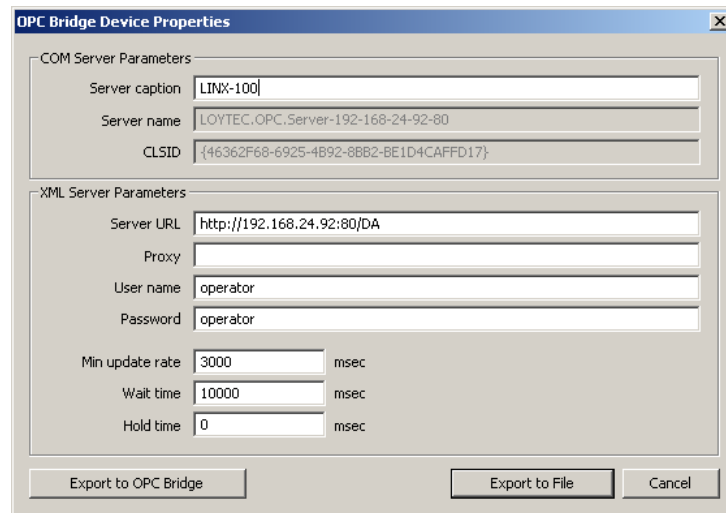 OPC Bridge Device Properties
COM Server Parameters
Server caption LINX-100
Server name LOYTEC.OPC.Server-192-168-24-92-80
CLSID {46362F68-6925-4B92-8BB2-BE1D4CAFFD17}
XML Server Parameters
Server URL http://192.168.24.92:80/DA
Proxy
User name operator
Password operator
Min update rate 3000 msec
Wait time 10000 msec
Hold time 0 msec
Export to OPC Bridge Export to File Cancel